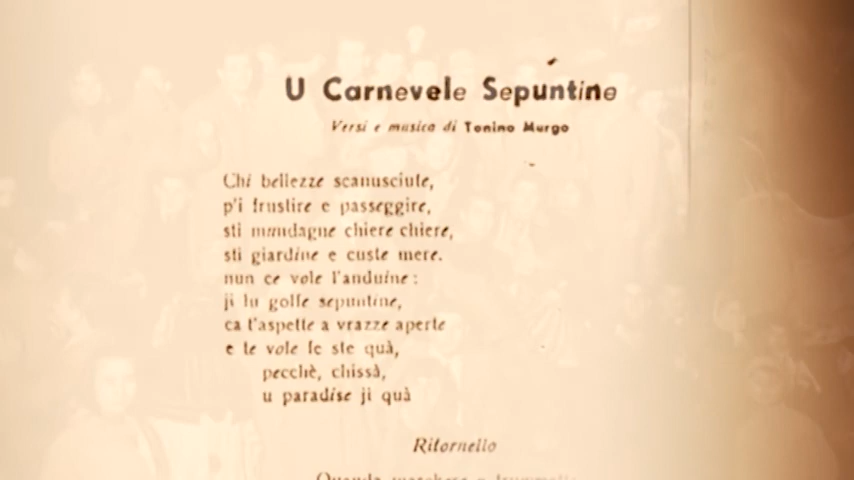 U Carnevele Sepuntine
Versi e musica di Tonino Murgo
Chi bellezze scanusciute,
p'i frustire e passeggire,
sti mundagne chiere chiere,
sti giardine e custe mere.
nun ce vole l'anduine:
ji lu golfe sepuntine,
ca t'aspette a vrazze aperte
e te vole fe ste quà,
pecchè, chissà,
u paradise ji quà
Ritornello
Quanda